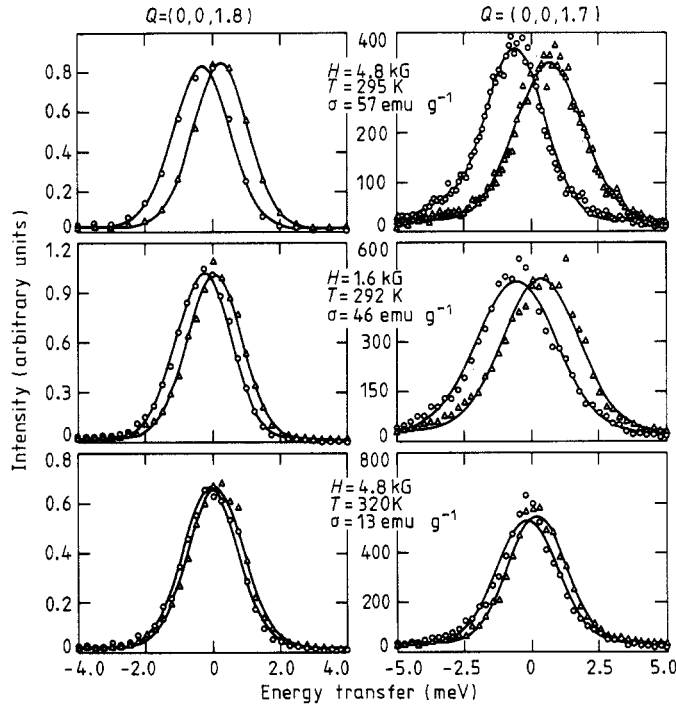 Q=(0,0,1.8)
Q=(0,0,1.7)
Intensity (arbitrary units)
0.8
0.6
0.4
0.2
0
H=4.8 kG
T=295 K
σ=57 emu g⁻¹
400
300
200
100
0
1.2
0.9
0.6
0.3
0
H=1.6 kG
T=292 K
σ=46 emu g⁻¹
600
450
300
150
0
0.8
0.6
0.4
0.2
0
H=4.8 kG
T=320K
σ=13 emu g⁻¹
800
600
400
200
0
-4.0 -2.0 0 2.0 4.0
-5.0 -2.5 0 2.5 5.0
Energy transfer (meV)